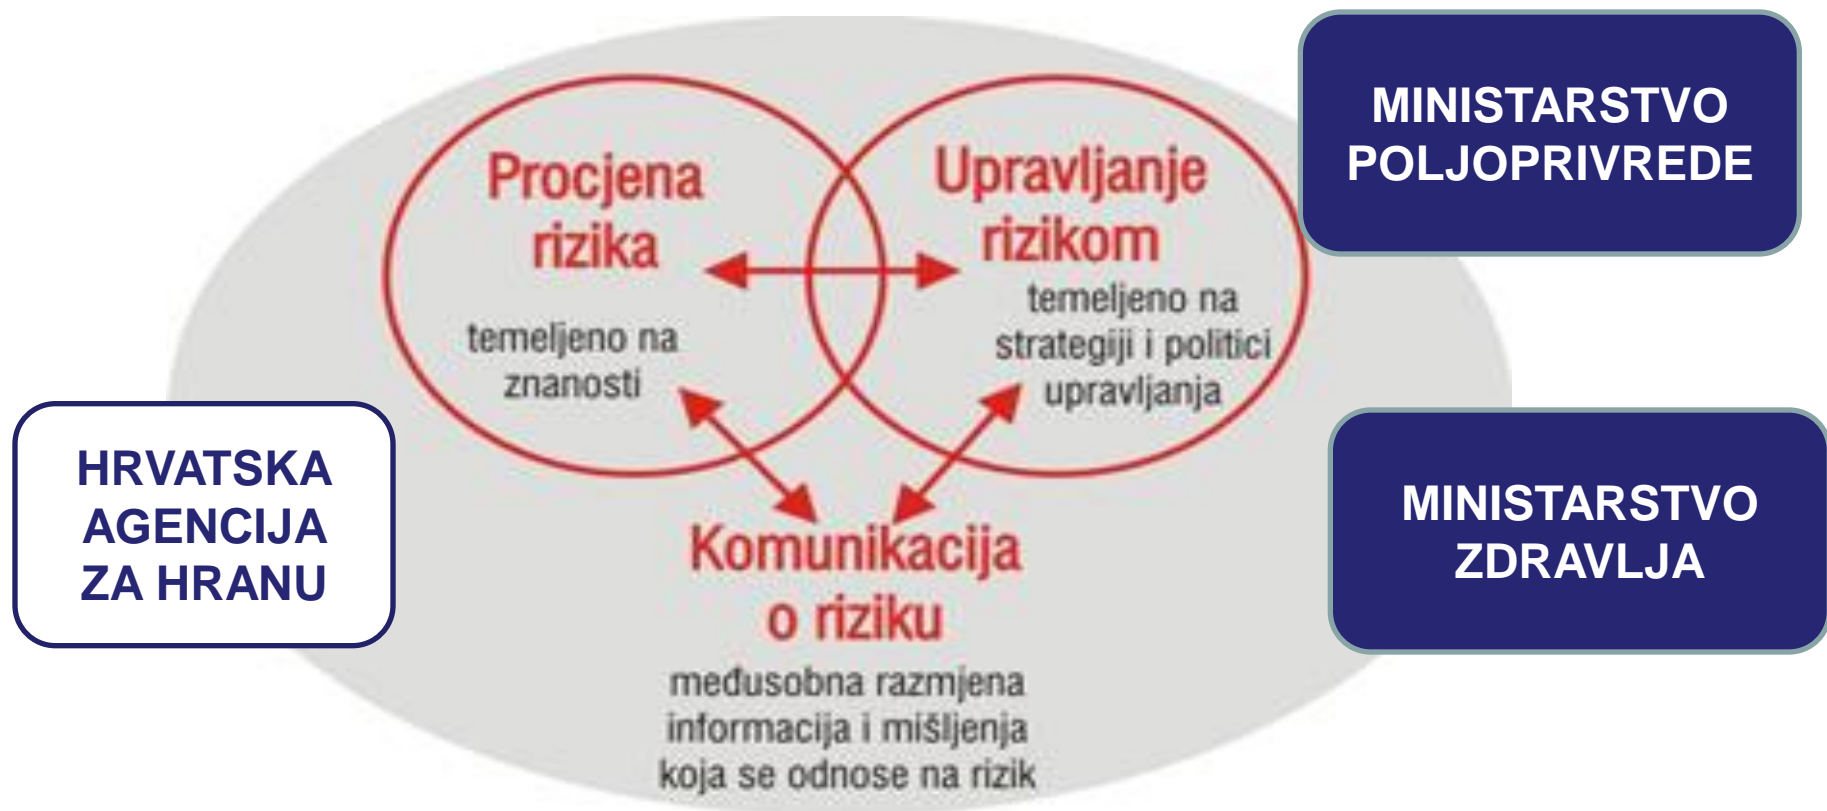 Procjena
rizika
temeljeno na
znanosti
Upravljanje
rizikom
temeljeno na
strategiji i politici
upravljanja
MINISTARSTVO
POLJOPRIVREDE
HRVATSKA
AGENCIJA
ZA HRANU
MINISTARSTVO
ZDRAVLJA
Komunikacija
o riziku
međusobna razmjena
informacija i mišljenja
koja se odnose na rizik